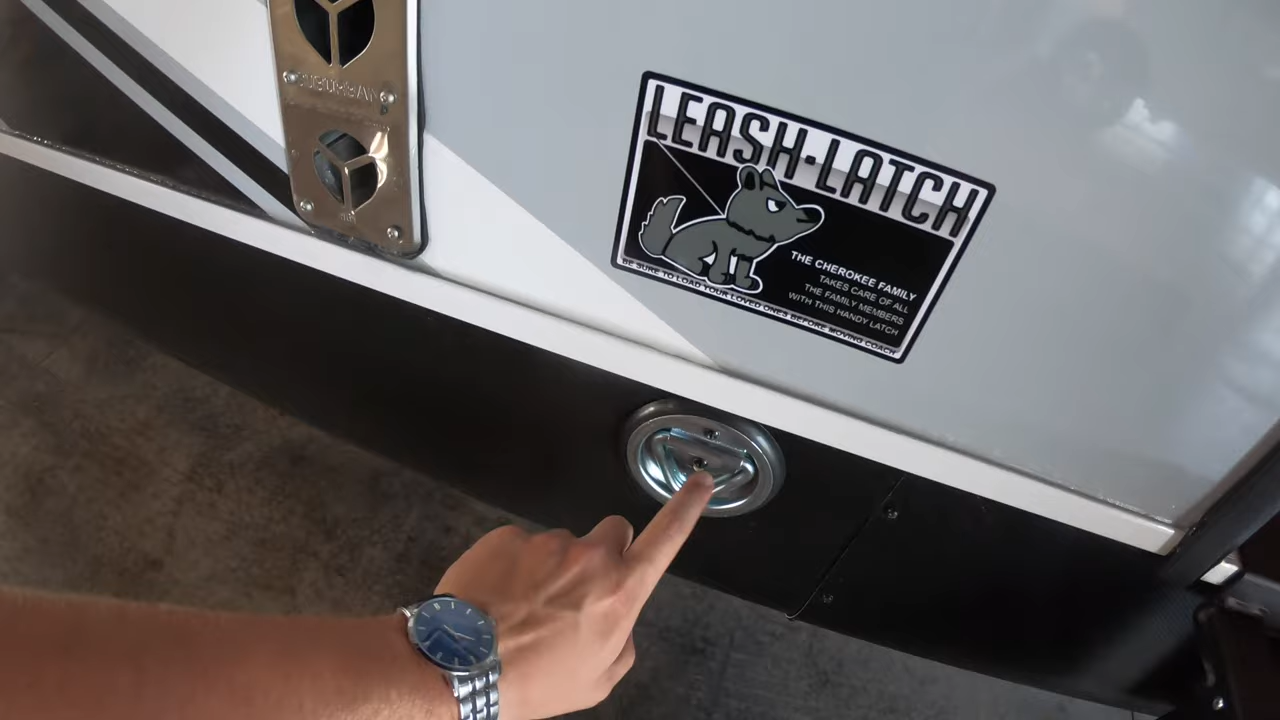 SUBURBAN
LEASH·LATCH
THE CHEROKEE FAMILY
TAKES CARE OF ALL
THE FAMILY MEMBERS
WITH THIS HANDY LATCH
BE SURE TO LOAD YOUR LOVED ONES BEFORE MOVING COACH